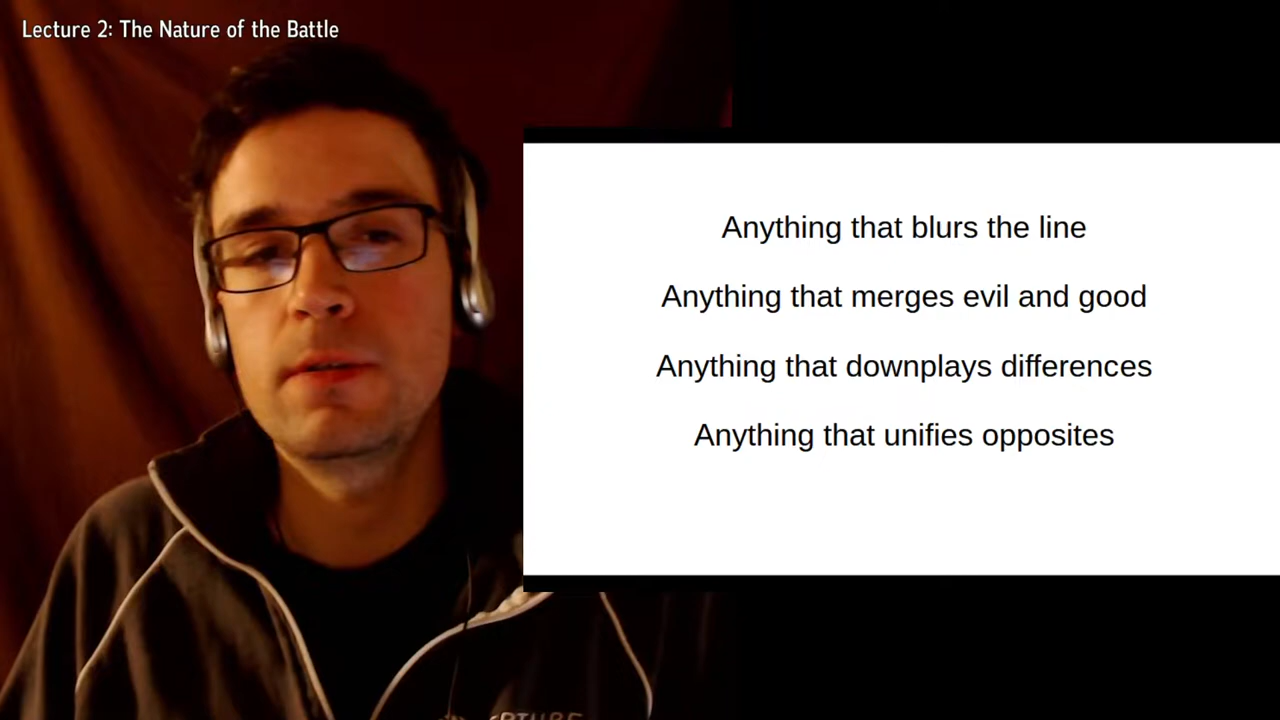 Lecture 2: The Nature of the Battle
Anything that blurs the line
Anything that merges evil and good
Anything that downplays differences
Anything that unifies opposites